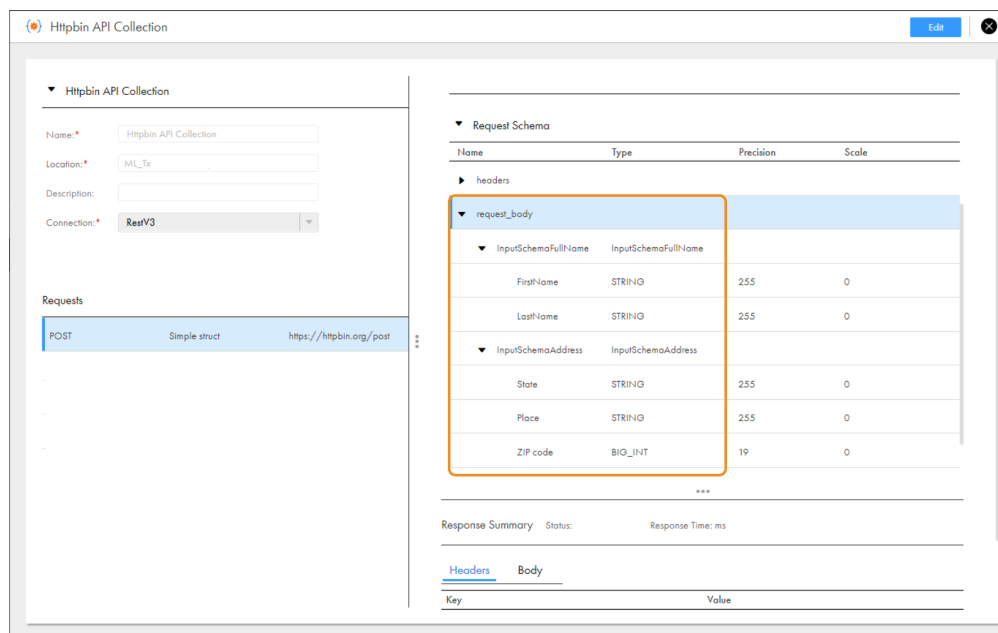 Httpbin API Collection
Edit
Httpbin API Collection
Name:*
Httpbin API Collection
Location:*
ML_Tx
Description:
Connection:*
RestV3
Requests
POST Simple struct https://httpbin.org/post
Request Schema
Name Type Precision Scale
headers
request_body
InputSchemaFullName InputSchemaFullName
FirstName STRING 255 0
LastName STRING 255 0
InputSchemaAddress InputSchemaAddress
State STRING 255 0
Place STRING 255 0
ZIP code BIG_INT 19 0
Response Summary Status: Response Time: ms
Headers Body
Key Value